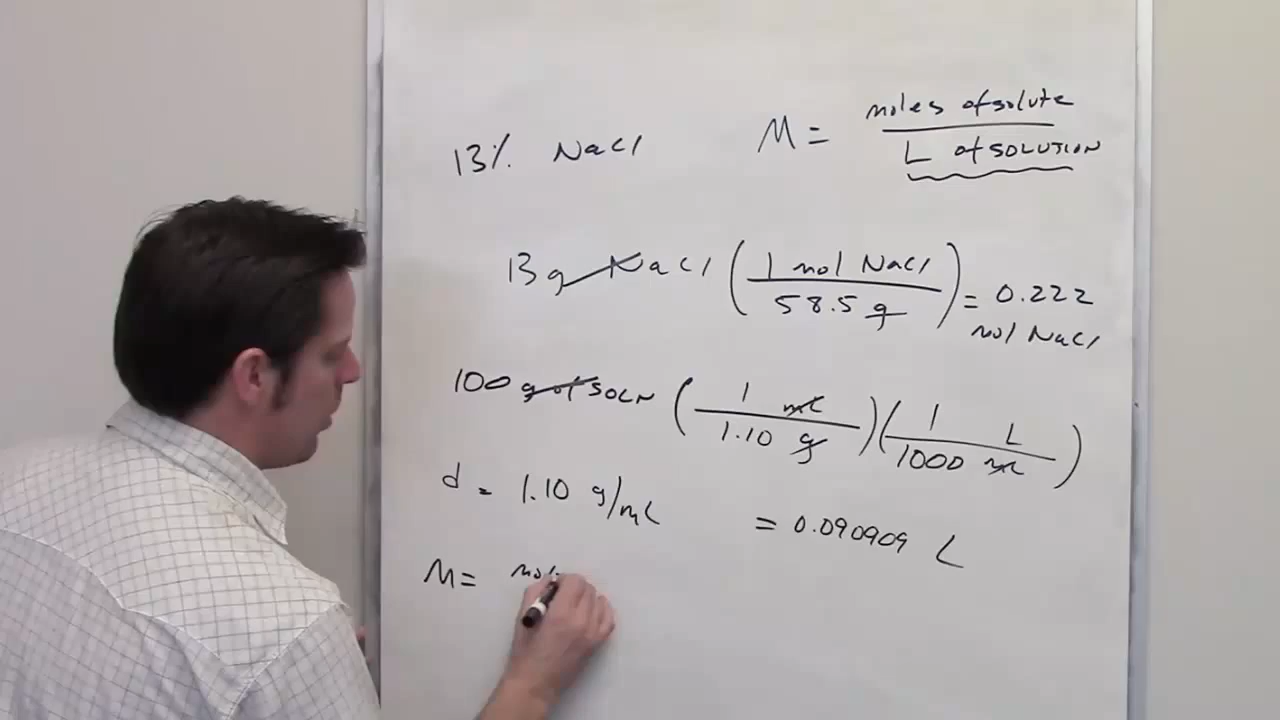 13% NaCl
M = moles of solute / L of SOLUTION
13 g NaCl (1 mol NaCl / 58.5 g) = 0.222 mol NaCl
100 g of SOLN (1 mL / 1.10 g)(1 L / 1000 mL)
d = 1.10 g/mL
= 0.090909 L
M = mol